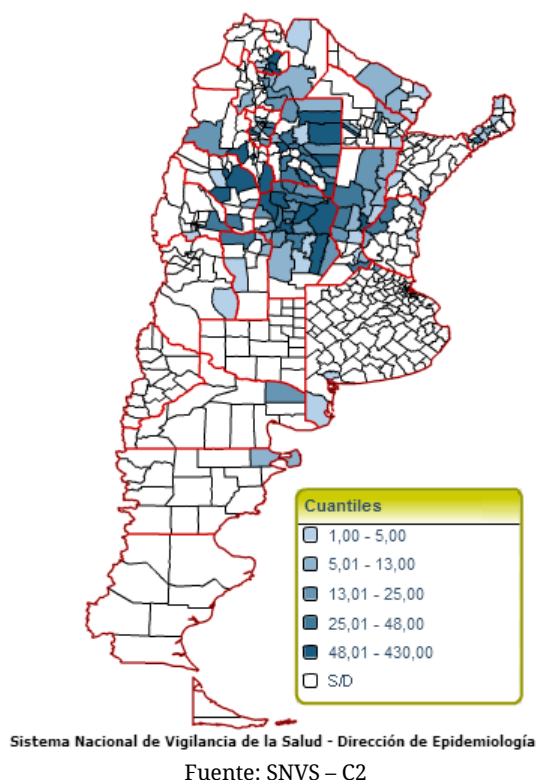 Cuantiles
1,00 - 5,00
5,01 - 13,00
13,01 - 25,00
25,01 - 48,00
48,01 - 430,00
S/D
Sistema Nacional de Vigilancia de la Salud - Dirección de Epidemiología
Fuente: SNVS – C2